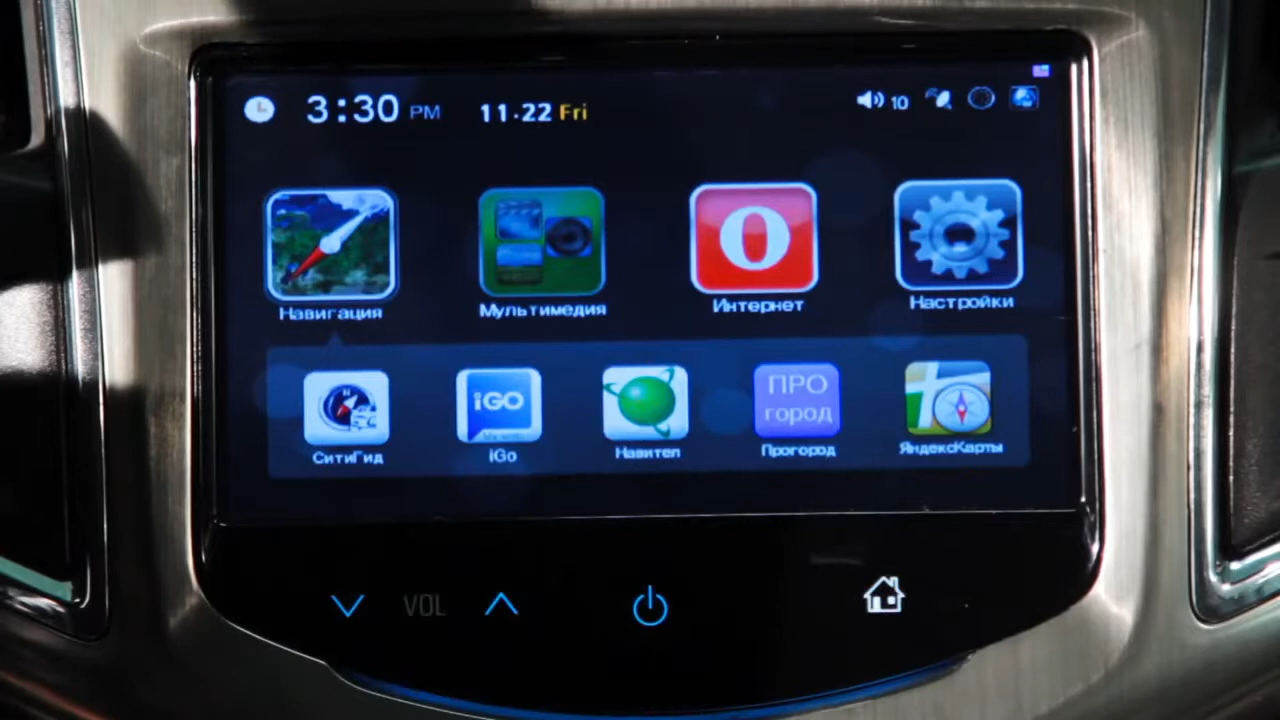 3:30 PM 11.22 Fri 10
Навигация Мультимедия Интернет Настройки
iGO
ПРО
город
СитиГид iGo Навител Прогород ЯндексКарты
VOL